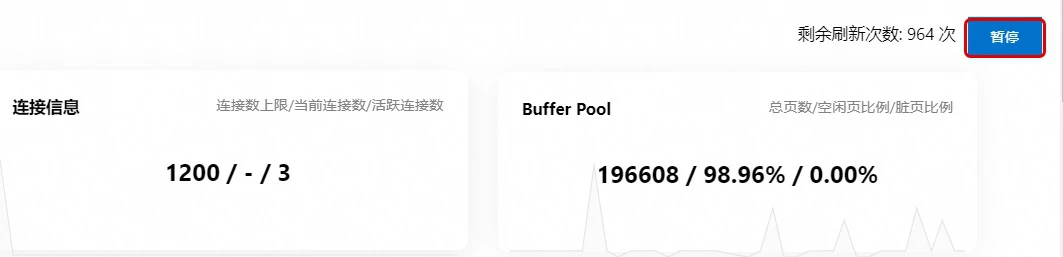 剩余刷新次数: 964 次 暂停
连接信息 连接数上限/当前连接数/活跃连接数
1200 / - / 3
Buffer Pool 总页数/空闲页比例/脏页比例
196608 / 98.96% / 0.00%